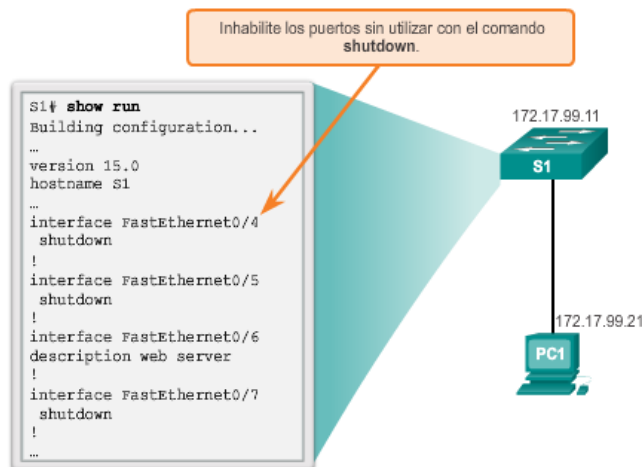 Inhabilite los puertos sin utilizar con el comando
shutdown.
S1# show run
Building configuration...
…
version 15.0
hostname S1
…
interface FastEthernet0/4
 shutdown
!
interface FastEthernet0/5
 shutdown
!
interface FastEthernet0/6
description web server
!
interface FastEthernet0/7
 shutdown
!
…
172.17.99.11
S1
172.17.99.21
PC1